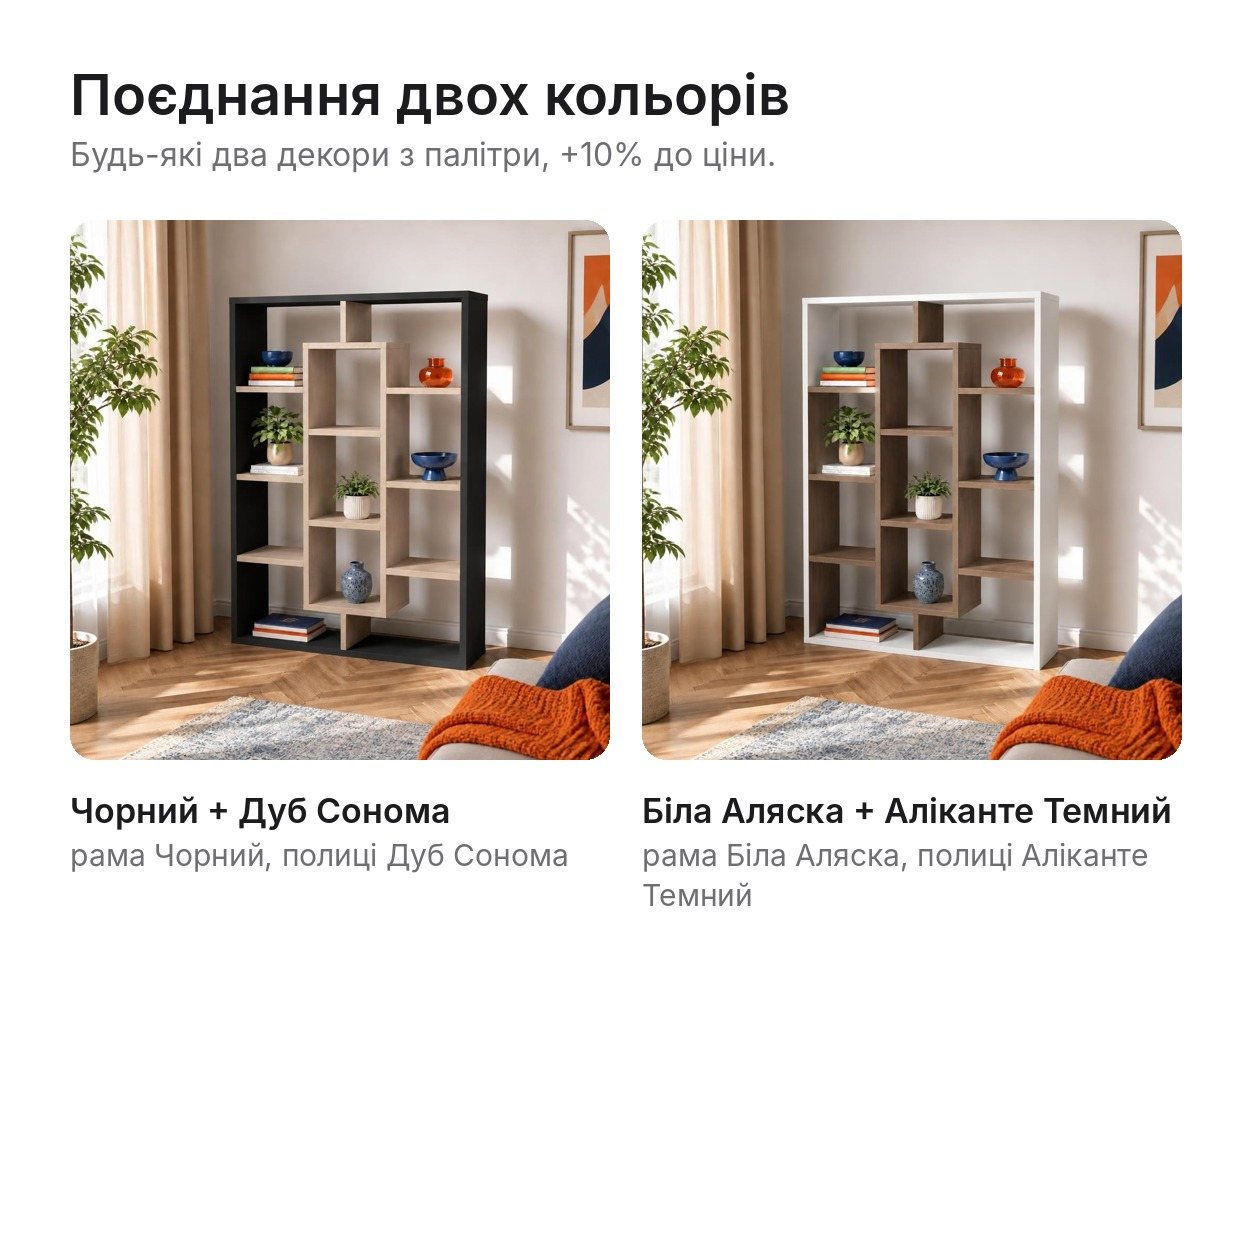 Поєднання двох кольорів
Будь-які два декори з палітри, +10% до ціни.
Чорний + Дуб Сонома
рама Чорний, полиці Дуб Сонома
Біла Аляска + Аліканте Темний
рама Біла Аляска, полиці Аліканте
Темний